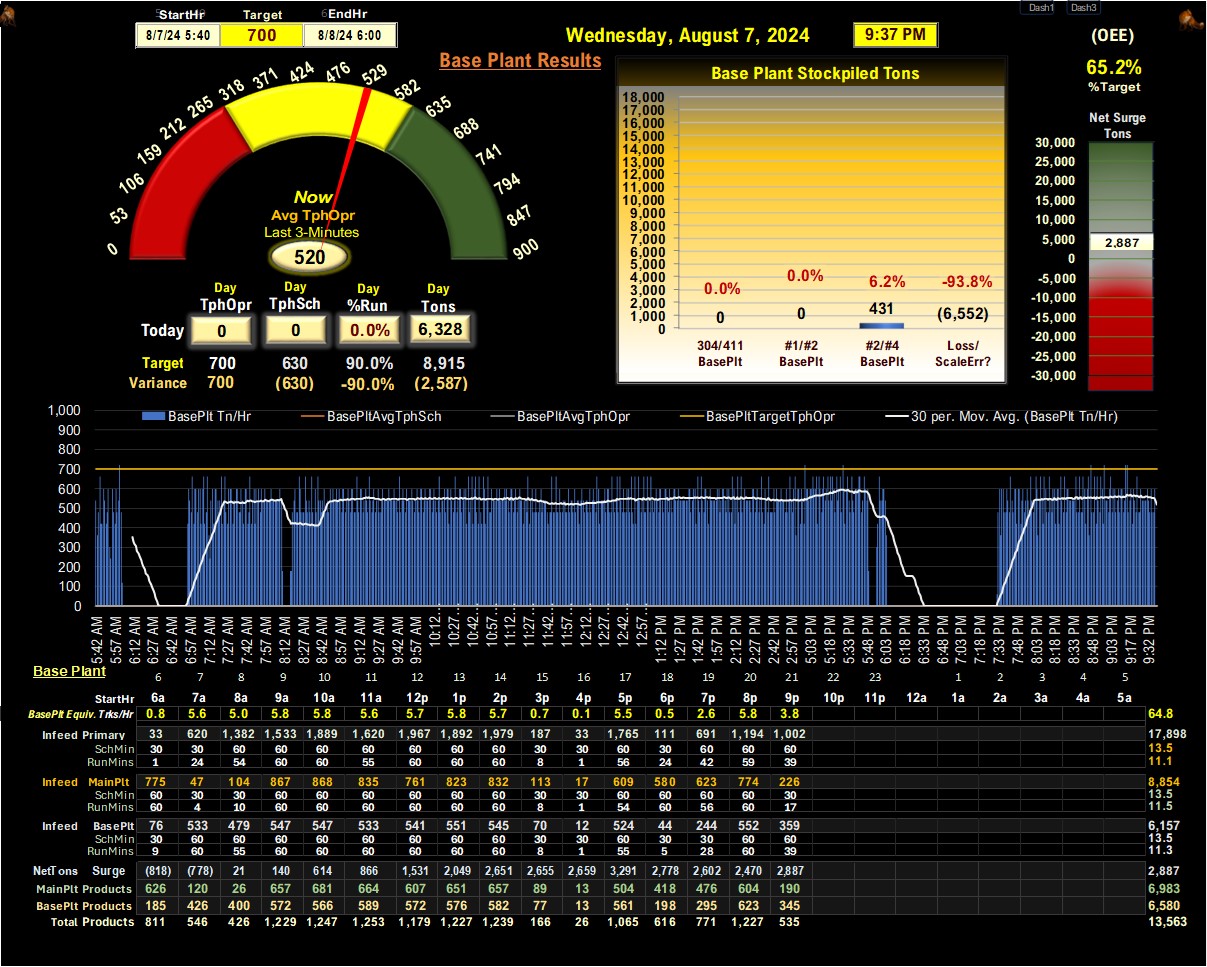 StartHr Target EndHr Dash1 Dash3
8/7/24 5:40 700 8/8/24 6:00
Wednesday, August 7, 2024 9:37 PM (OEE)
Base Plant Results
65.2%
%Target
0 53 106 159 212 265 318 371 424 476 529 582 635 688 741 794 847 900
Now
Avg TphOpr
Last 3-Minutes
520
Day Day Day Day
TphOpr TphSch %Run Tons
Today 0 0 0.0% 6,328
Target 700 630 90.0% 8,915
Variance 700 (630) -90.0% (2,587)
Base Plant Stockpiled Tons
18,000
17,000
16,000
15,000
14,000
13,000
12,000
11,000
10,000
9,000
8,000
7,000
6,000
5,000
4,000
3,000
2,000
1,000
0
0.0% 0.0% 6.2% -93.8%
0 0 431 (6,552)
304/411 #1/#2 #2/#4 Loss/
BasePlt BasePlt BasePlt ScaleErr?
Net Surge
Tons
30,000
25,000
20,000
15,000
10,000
5,000
0
-5,000
-10,000
-15,000
-20,000
-25,000
-30,000
2,887
BasePlt Tn/Hr BasePltAvgTphSch BasePltAvgTphOpr BasePltTargetTphOpr 30 per. Mov. Avg. (BasePlt Tn/Hr)
1,000
900
800
700
600
500
400
300
200
100
0
5:42 AM 5:57 AM 6:12 AM 6:27 AM 6:42 AM 6:57 AM 7:12 AM 7:27 AM 7:42 AM 7:57 AM 8:12 AM 8:27 AM 8:42 AM 8:57 AM 9:12 AM 9:27 AM 9:42 AM 9:57 AM 10:12… 10:27… 10:42… 10:57… 11:12… 11:27… 11:42… 11:57… 12:12… 12:27… 12:42… 12:57… 1:12 PM 1:27 PM 1:42 PM 1:57 PM 2:12 PM 2:27 PM 2:42 PM 2:57 PM 5:03 PM 5:18 PM 5:33 PM 5:48 PM 6:03 PM 6:18 PM 6:33 PM 6:48 PM 7:03 PM 7:18 PM 7:33 PM 7:48 PM 8:03 PM 8:18 PM 8:33 PM 8:48 PM 9:03 PM 9:17 PM 9:32 PM
Base Plant
6 7 8 9 10 11 12 13 14 15 16 17 18 19 20 21 22 23 1 2 3 4 5
StartHr 6a 7a 8a 9a 10a 11a 12p 1p 2p 3p 4p 5p 6p 7p 8p 9p 10p 11p 12a 1a 2a 3a 4a 5a
BasePlt Equiv. Trks/Hr 0.8 5.6 5.0 5.8 5.8 5.6 5.7 5.8 5.7 0.7 0.1 5.5 0.5 2.6 5.8 3.8 64.8
Infeed Primary 33 620 1,382 1,533 1,889 1,620 1,967 1,892 1,979 187 33 1,765 111 691 1,194 1,002 17,898
SchMin 30 30 60 60 60 60 60 60 60 30 30 60 30 60 60 60 13.5
RunMins 1 24 54 60 60 55 60 60 60 8 1 56 24 42 59 39 11.1
Infeed MainPlt 775 47 104 867 868 835 761 823 832 113 17 609 580 623 774 226 8,854
SchMin 60 30 30 60 60 60 60 60 60 30 30 60 60 60 60 30 13.5
RunMins 60 4 10 60 60 60 60 60 60 8 1 54 60 56 60 17 11.5
Infeed BasePlt 76 533 479 547 547 533 541 551 545 70 12 524 44 244 552 359 6,157
SchMin 30 60 60 60 60 60 60 60 60 30 30 60 30 30 60 60 13.5
RunMins 9 60 55 60 60 60 60 60 60 8 1 55 5 28 60 39 11.3
NetTons Surge (818) (778) 21 140 614 866 1,531 2,049 2,651 2,655 2,659 3,291 2,778 2,602 2,470 2,887 2,887
MainPlt Products 626 120 26 657 681 664 607 651 657 89 13 504 418 476 604 190 6,983
BasePlt Products 185 426 400 572 566 589 572 576 582 77 13 561 198 295 623 345 6,580
Total Products 811 546 426 1,229 1,247 1,253 1,179 1,227 1,239 166 26 1,065 616 771 1,227 535 13,563